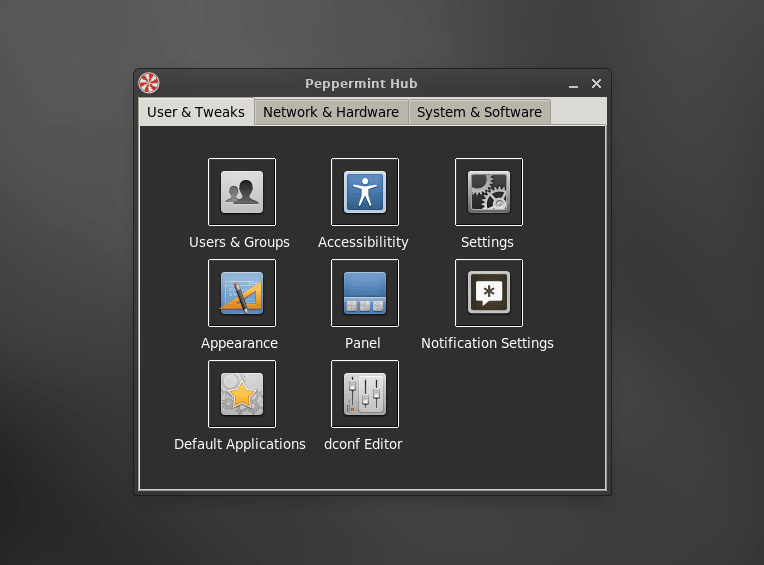 Peppermint Hub
User & Tweaks Network & Hardware System & Software
Users & Groups Accessibilitity Settings
Appearance Panel Notification Settings
Default Applications dconf Editor